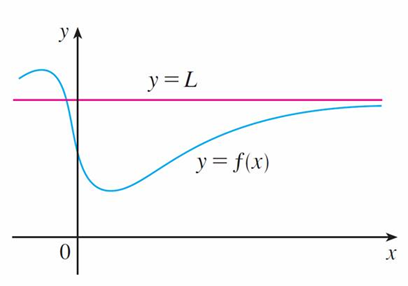 y
y = L
y = f(x)
0
x